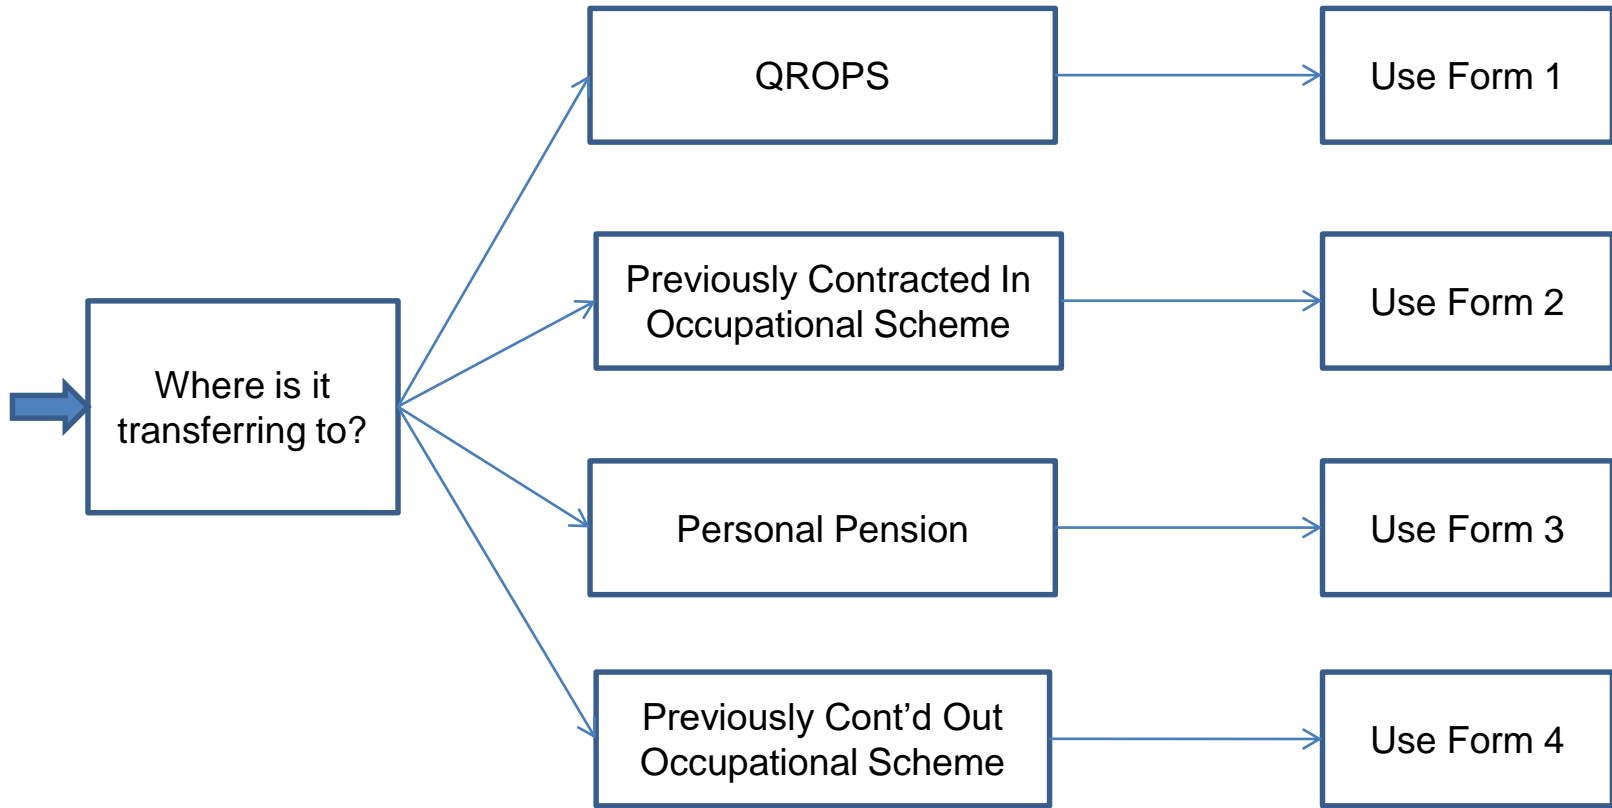 QROPS
Use Form 1
Previously Contracted In
Occupational Scheme
Use Form 2
Where is it
transferring to?
Personal Pension
Use Form 3
Previously Cont’d Out
Occupational Scheme
Use Form 4